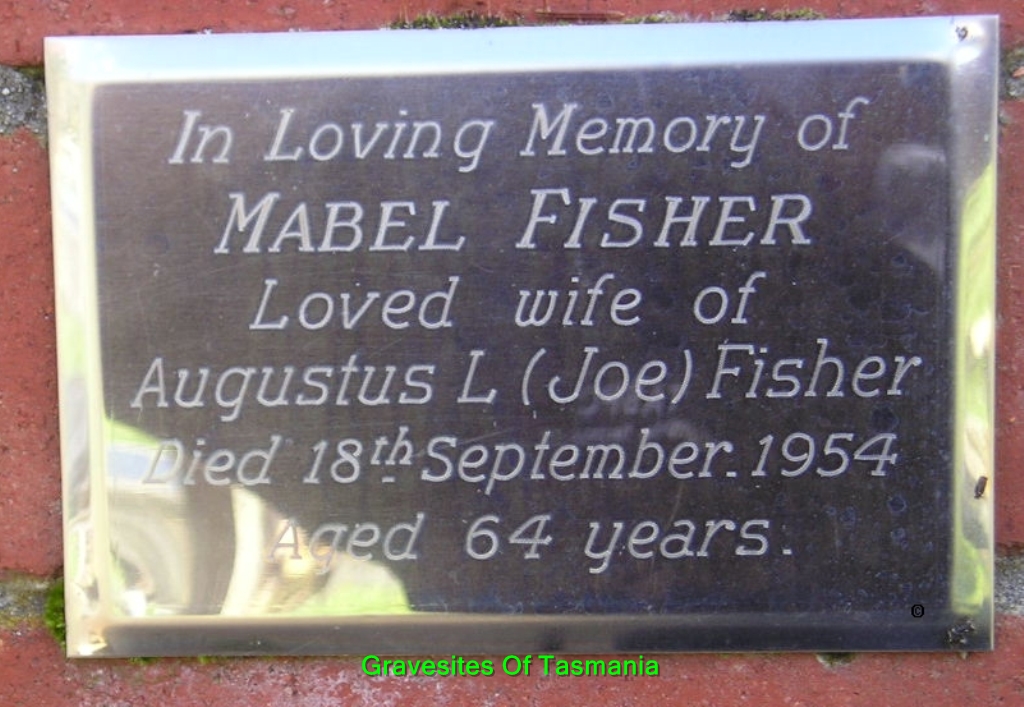 In Loving Memory of
MABEL FISHER
Loved wife of
Augustus L (Joe) Fisher
Died 18th September. 1954
Aged 64 years.
©
Gravesites Of Tasmania